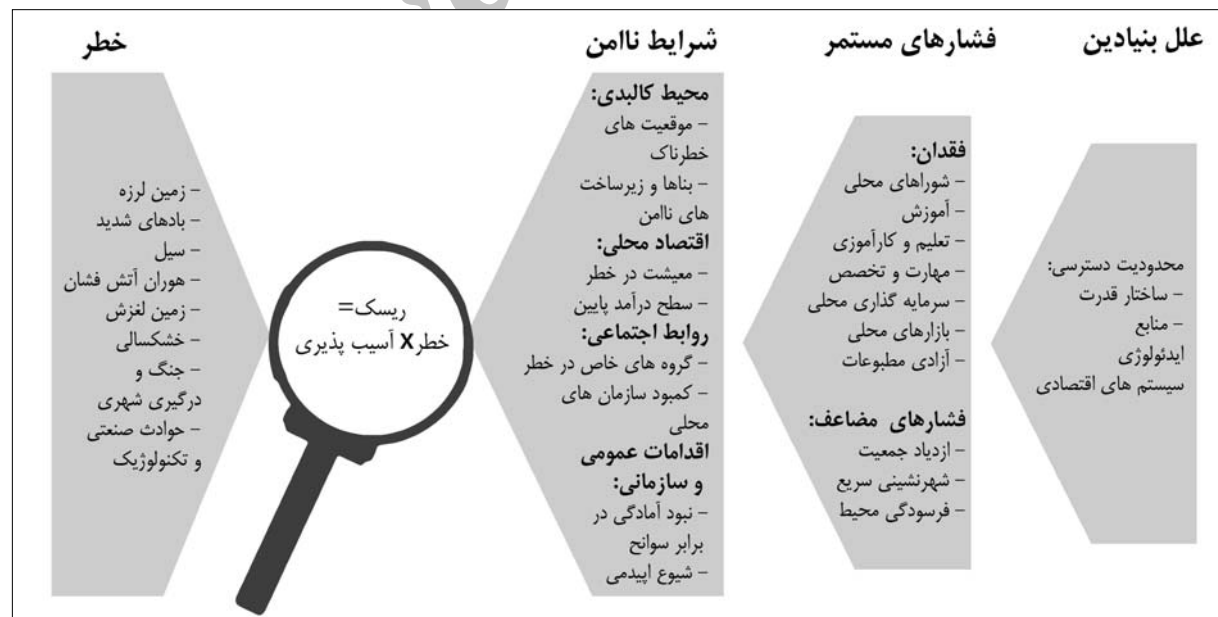 علل بنیادین
محدودیت دسترسی:
- ساختار قدرت
- منابع
ایدئولوژی
سیستم های اقتصادی
فشارهای مستمر
فقدان:
- شوراهای محلی
- آموزش
- تعلیم و کارآموزی
- مهارت و تخصص
- سرمایه گذاری محلی
- بازارهای محلی
- آزادی مطبوعات
فشارهای مضاعف:
- ازدیاد جمعیت
- شهرنشینی سریع
- فرسودگی محیط
شرایط ناامن
محیط کالبدی:
- موقعیت های
خطرناک
- بناها و زیرساخت
های ناامن
اقتصاد محلی:
- معیشت در خطر
- سطح درآمد پایین
روابط اجتماعی:
- گروه های خاص در خطر
- کمبود سازمان های
محلی
اقدامات عمومی
و سازمانی:
- نبود آمادگی در
برابر سوانح
- شیوع اپیدمی
ریسک=
خطرX آسیب پذیری
خطر
- زمین لرزه
- بادهای شدید
- سیل
- هوران آتش فشان
- زمین لغزش
- خشکسالی
- جنگ و
درگیری شهری
- حوادث صنعتی
و تکنولوژیک